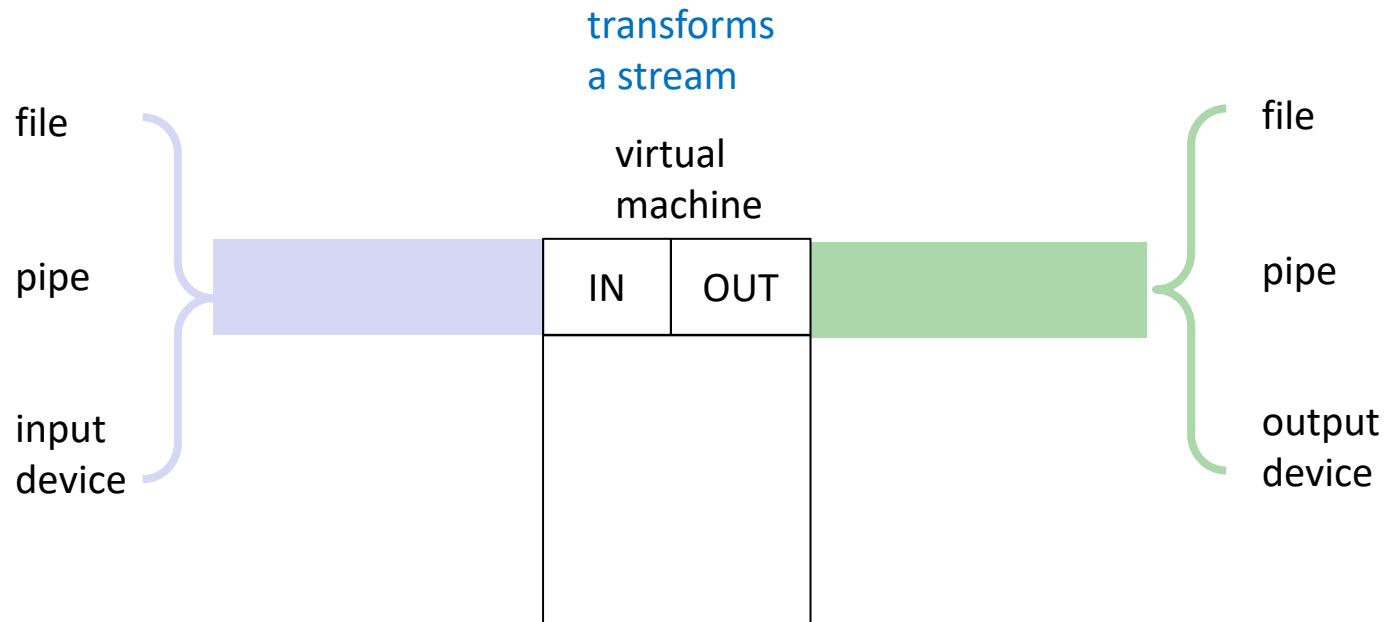 transforms
a stream
file
virtual
machine
file
pipe
IN
OUT
pipe
input
device
output
device